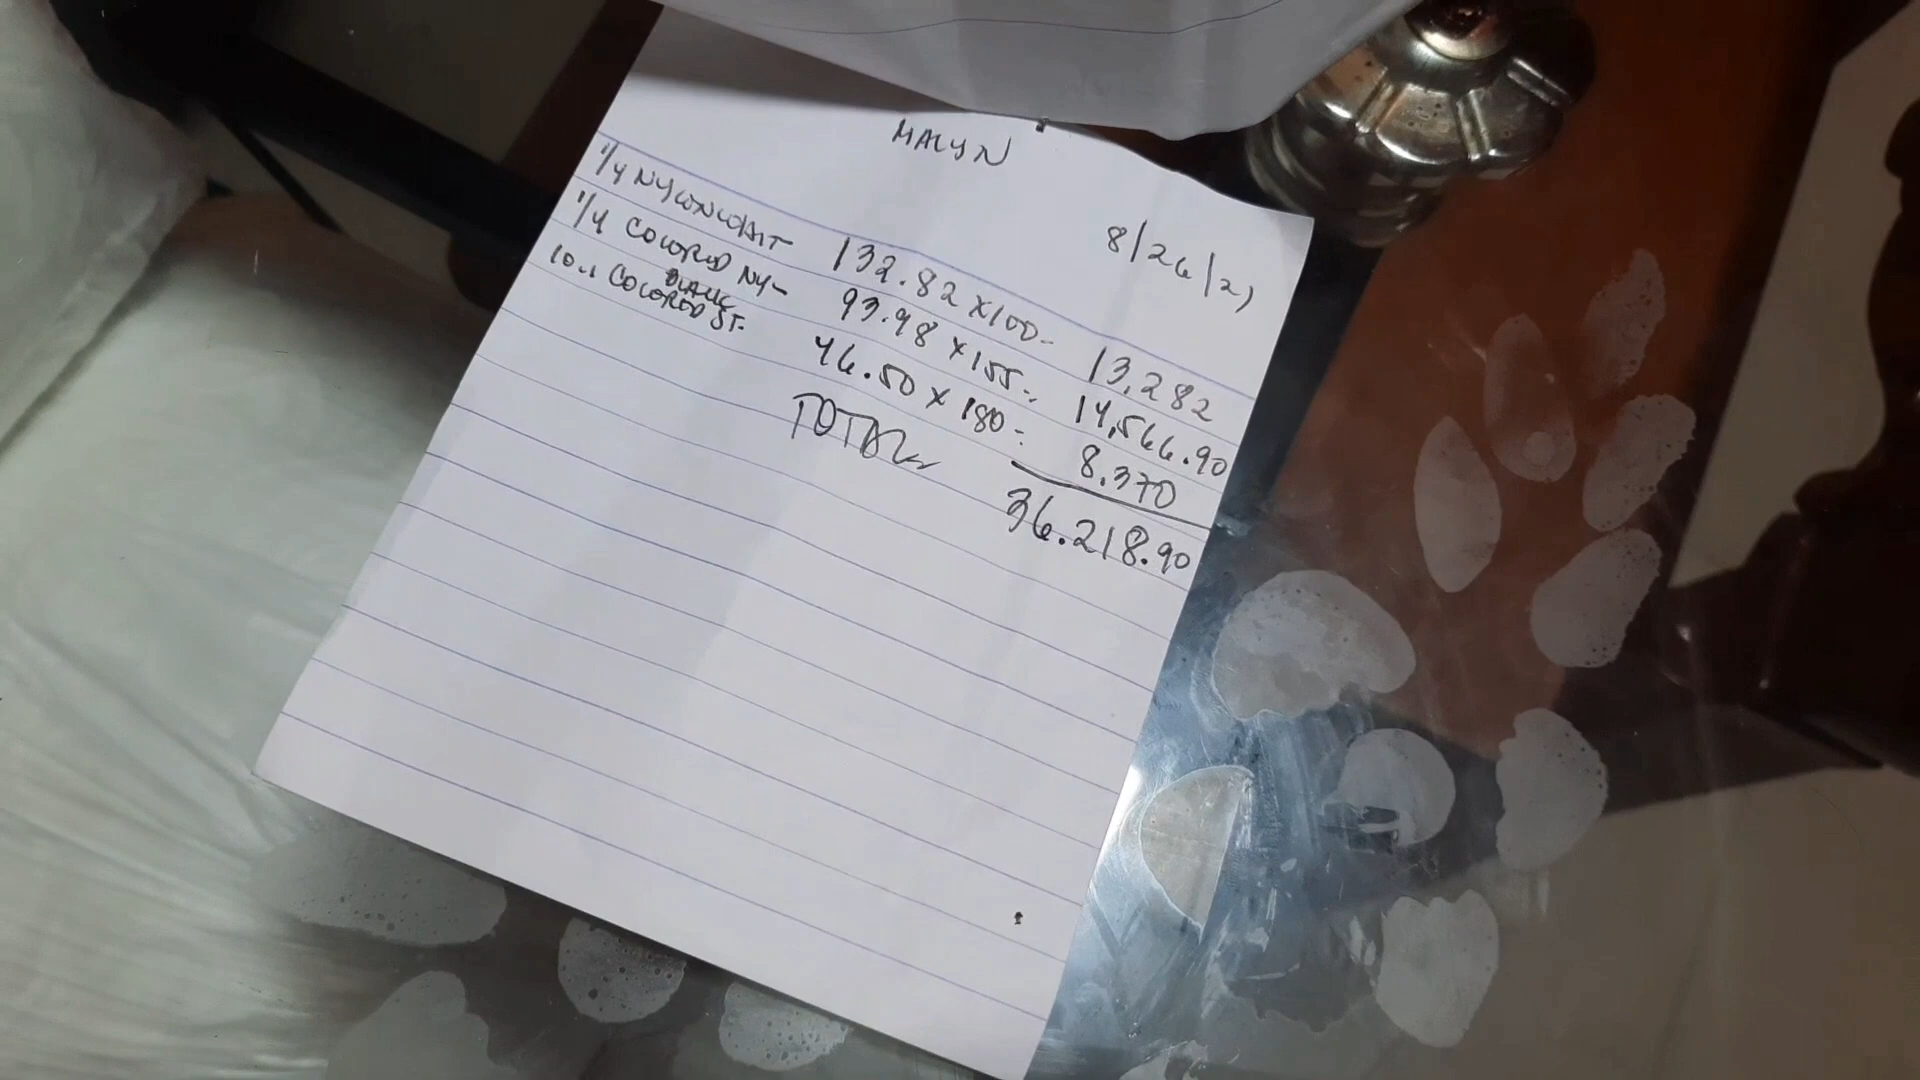 MALYN
8/26/21
1/4 NYLON 132.82 x 100 - 13,282
1/4 COLORED NY- 93.98 x 155 = 14,566.90
BLACK
10.1 COLORED ST. 46.50 x 180 = 8.370
TOTAL 36.218.90